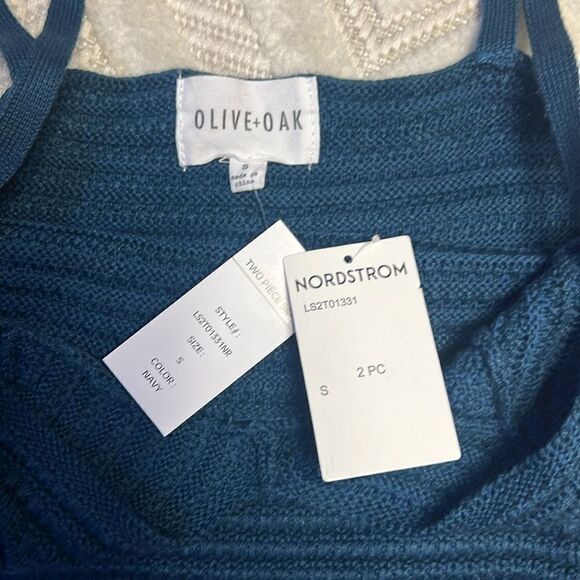 OLIVE+OAK
S
made in
china
TWO PIECE
STYLE#:
LS2T01331NR
SIZE:
S
COLOR:
NAVY
NORDSTROM
LS2T01331
2 PC
S